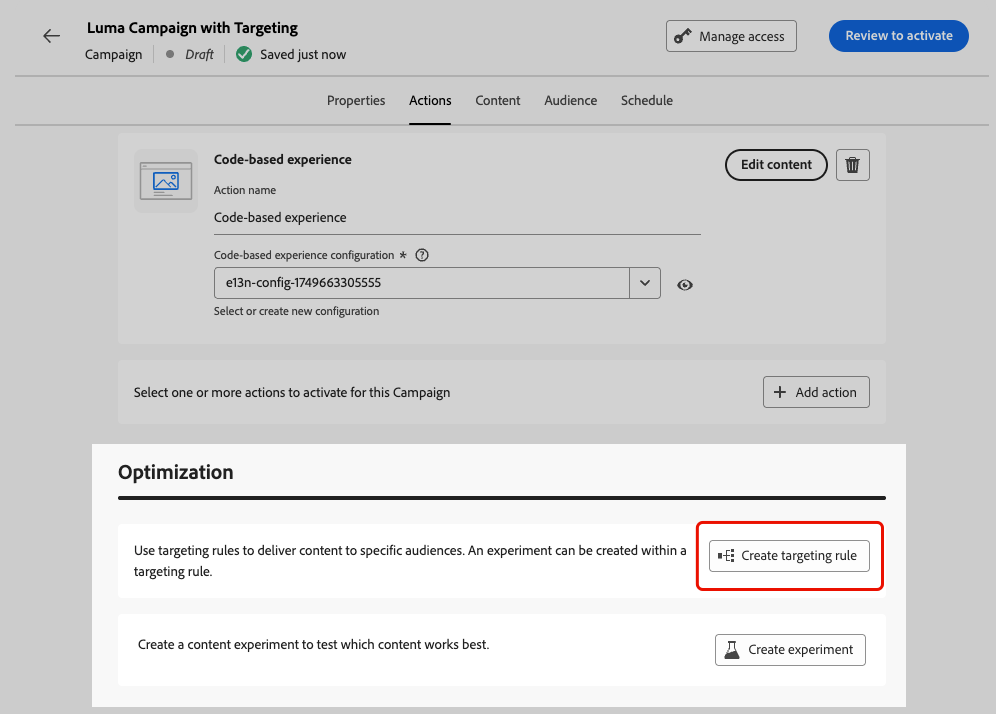 Luma Campaign with Targeting
Campaign
Draft
Saved just now
Manage access
Review to activate
Properties
Actions
Content
Audience
Schedule
Code-based experience
Edit content
Action name
Code-based experience
Code-based experience configuration * ?
e13n-config-1749663305555
Select or create new configuration
Select one or more actions to activate for this Campaign
+ Add action
Optimization
Use targeting rules to deliver content to specific audiences. An experiment can be created within a
targeting rule.
Create targeting rule
Create a content experiment to test which content works best.
Create experiment